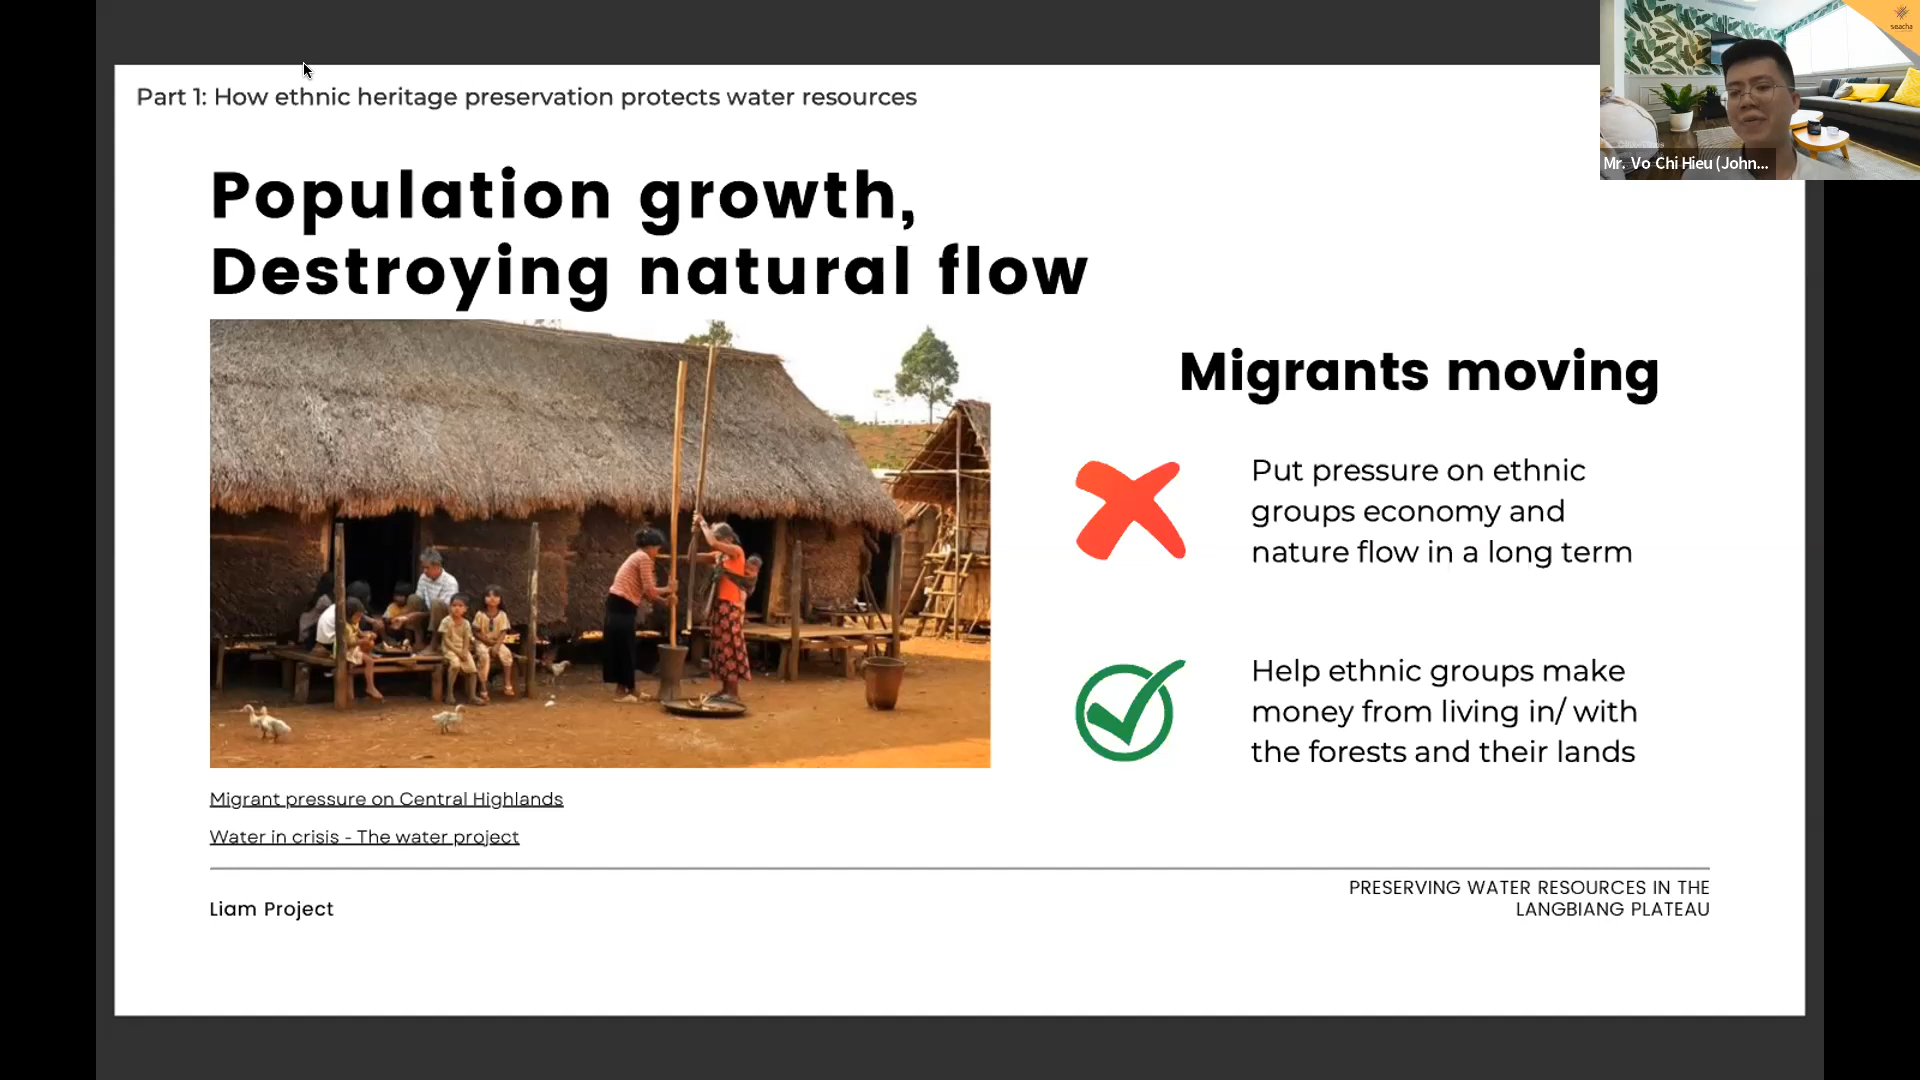 Part 1: How ethnic heritage preservation protects water resources
seacha
Mr. Vo Chi Hieu (John...
Population growth,
Destroying natural flow
Migrants moving
Put pressure on ethnic
groups economy and
nature flow in a long term
Help ethnic groups make
money from living in/ with
the forests and their lands
Migrant pressure on Central Highlands
Water in crisis - The water project
Liam Project
PRESERVING WATER RESOURCES IN THE
LANGBIANG PLATEAU